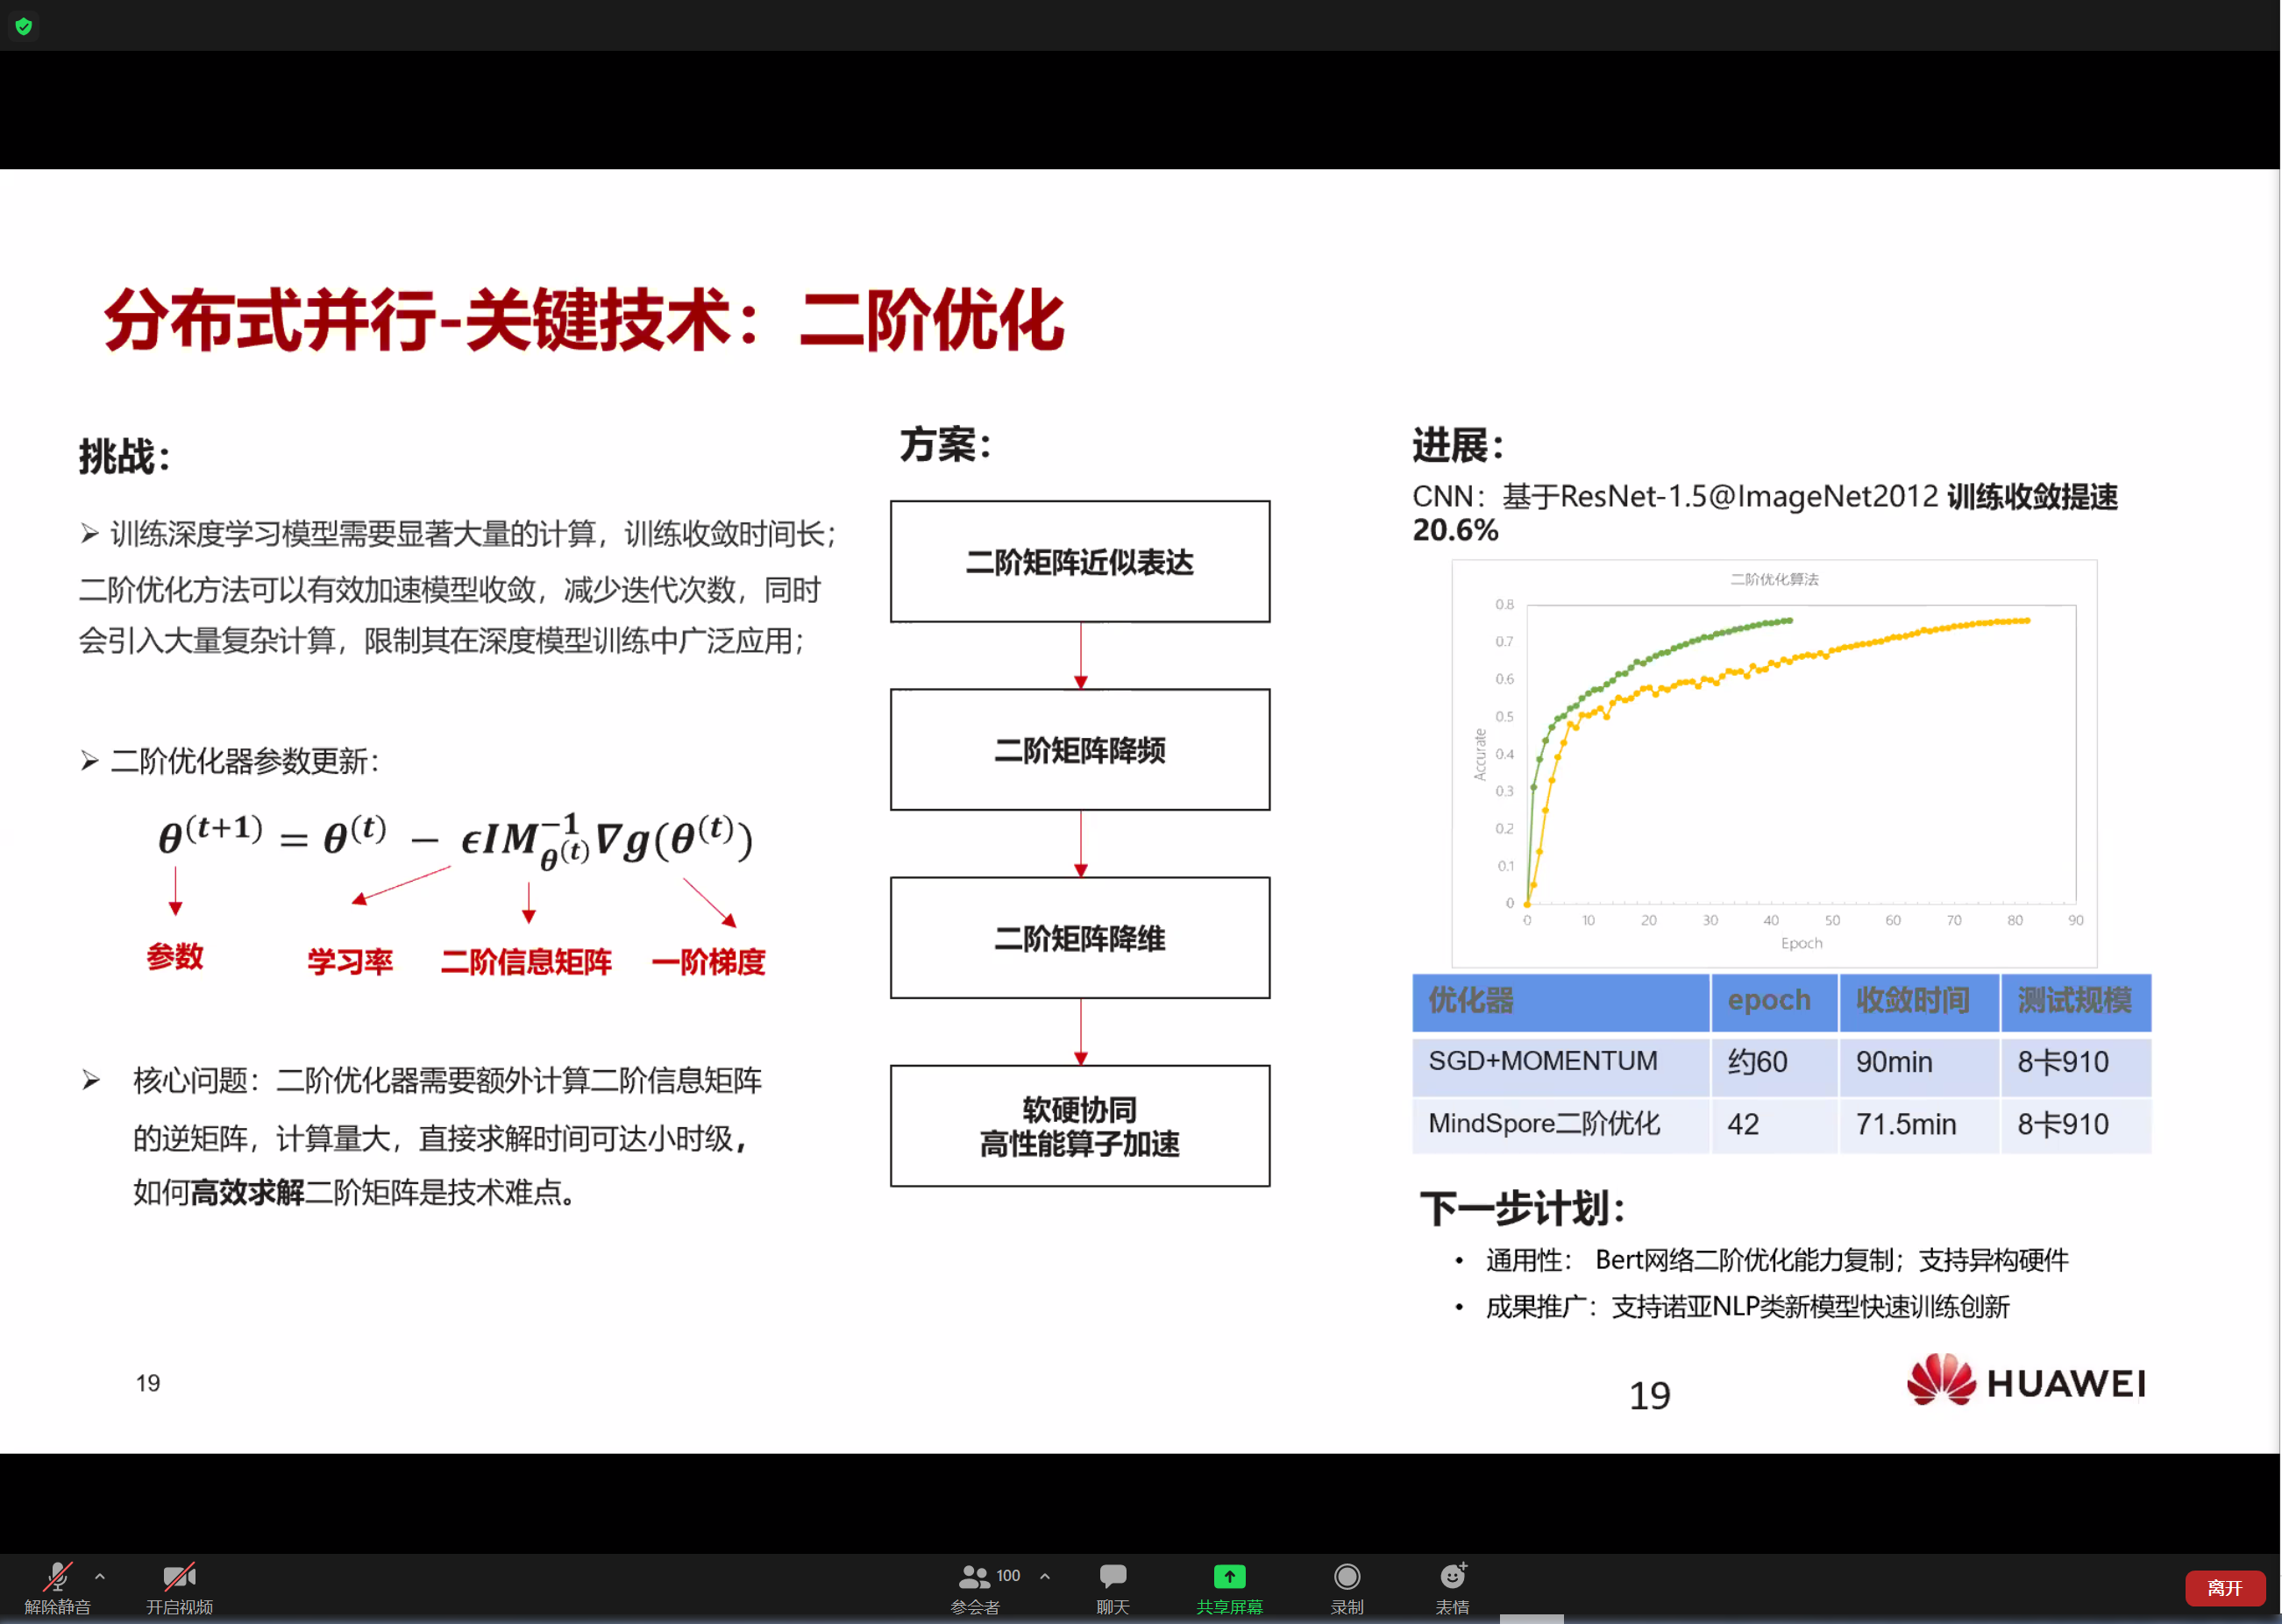 分布式并行-关键技术：二阶优化
挑战：
➢ 训练深度学习模型需要显著大量的计算，训练收敛时间长；
二阶优化方法可以有效加速模型收敛，减少迭代次数，同时
会引入大量复杂计算，限制其在深度模型训练中广泛应用；
➢ 二阶优化器参数更新：
θ^(t+1) = θ^(t) − ϵIM^−1_θ^(t) ∇g(θ^(t))
参数
学习率
二阶信息矩阵
一阶梯度
➢ 核心问题：二阶优化器需要额外计算二阶信息矩阵
的逆矩阵，计算量大，直接求解时间可达小时级，
如何高效求解二阶矩阵是技术难点。
19
方案：
二阶矩阵近似表达
二阶矩阵降频
二阶矩阵降维
软硬协同
高性能算子加速
进展：
CNN：基于ResNet-1.5@ImageNet2012 训练收敛提速
20.6%
二阶优化算法
0.8
0.7
0.6
0.5
0.4
0.3
0.2
0.1
0
Accurate
0 10 20 30 40 50 60 70 80 90
Epoch
优化器 epoch 收敛时间 测试规模
SGD+MOMENTUM 约60 90min 8卡910
MindSpore二阶优化 42 71.5min 8卡910
下一步计划：
• 通用性： Bert网络二阶优化能力复制；支持异构硬件
• 成果推广：支持诺亚NLP类新模型快速训练创新
19
HUAWEI
解除静音
开启视频
100
参会者
聊天
共享屏幕
录制
表情
离开